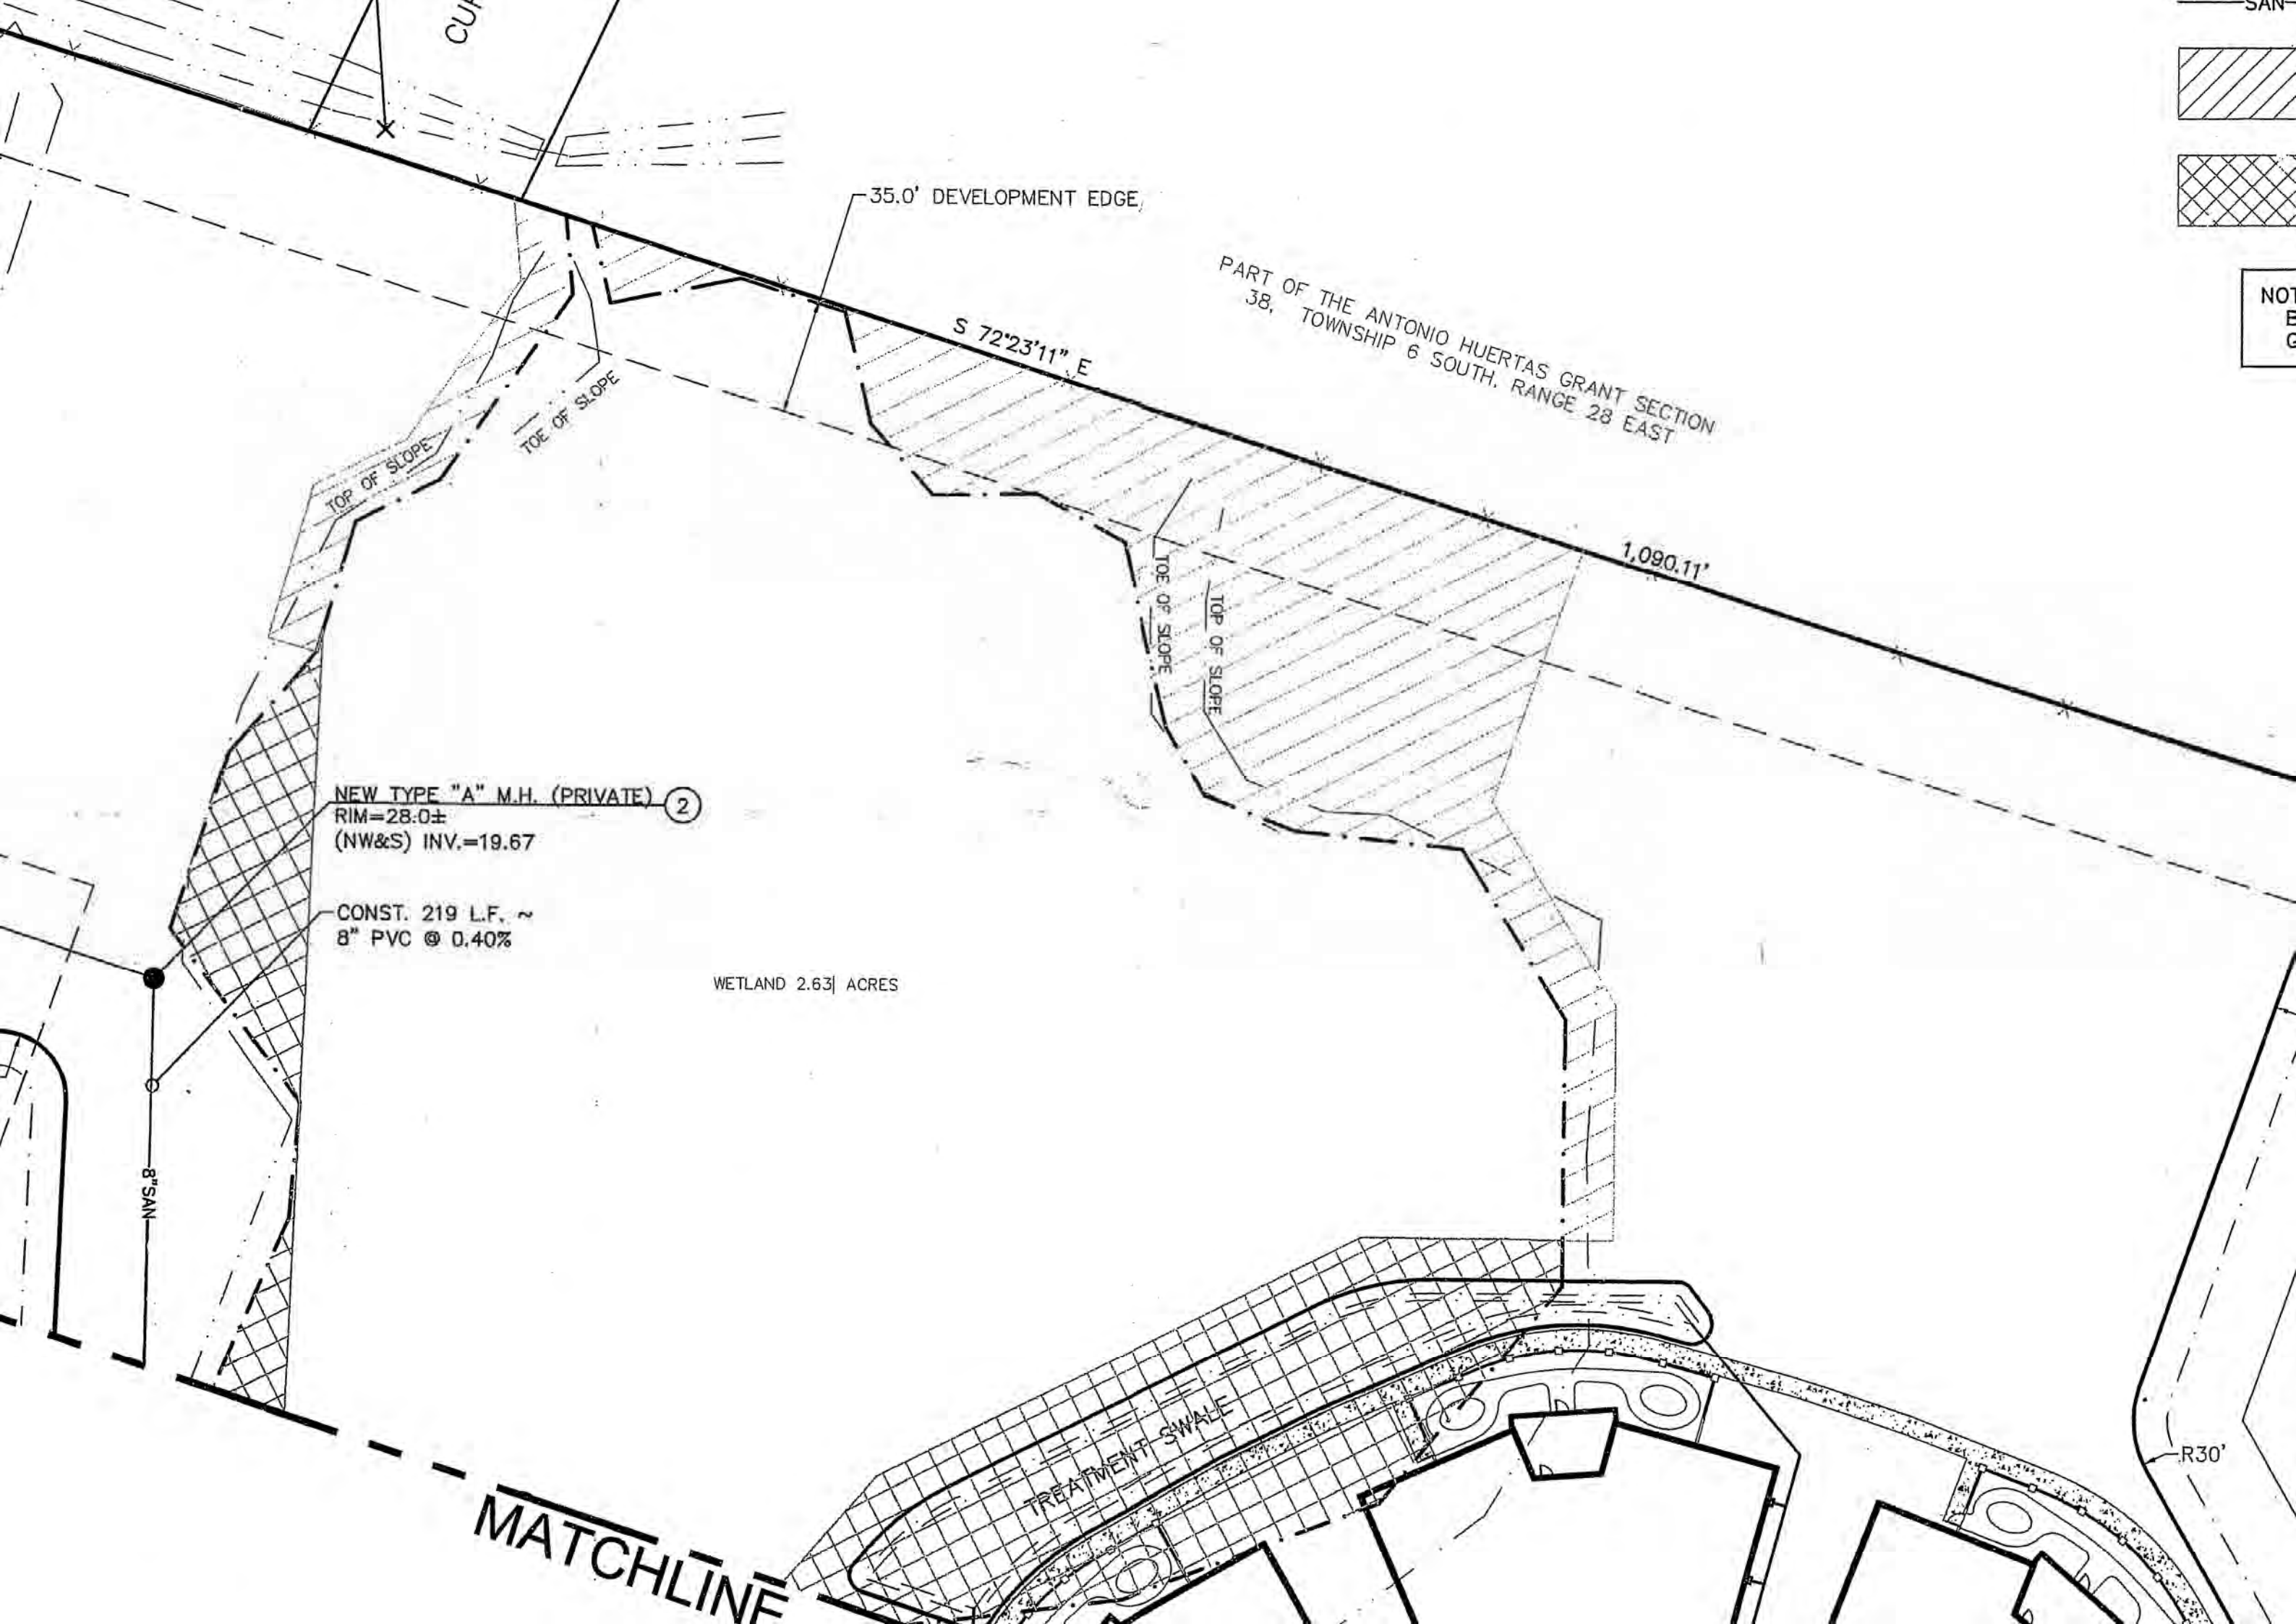 SAN
CUR
NOT
B
G
35.0' DEVELOPMENT EDGE
PART OF THE ANTONIO HUERTAS GRANT SECTION
38, TOWNSHIP 6 SOUTH, RANGE 28 EAST
S 72°23'11" E
1,090.11'
TOE OF SLOPE
TOP OF SLOPE
TOE OF SLOPE
TOP OF SLOPE
NEW TYPE "A" M.H. (PRIVATE) 2
RIM=28.0±
(NW&S) INV.=19.67
CONST. 219 L.F. ~
8" PVC @ 0.40%
WETLAND 2.63| ACRES
8"SAN
TREATMENT SWALE
R30'
MATCHLINE